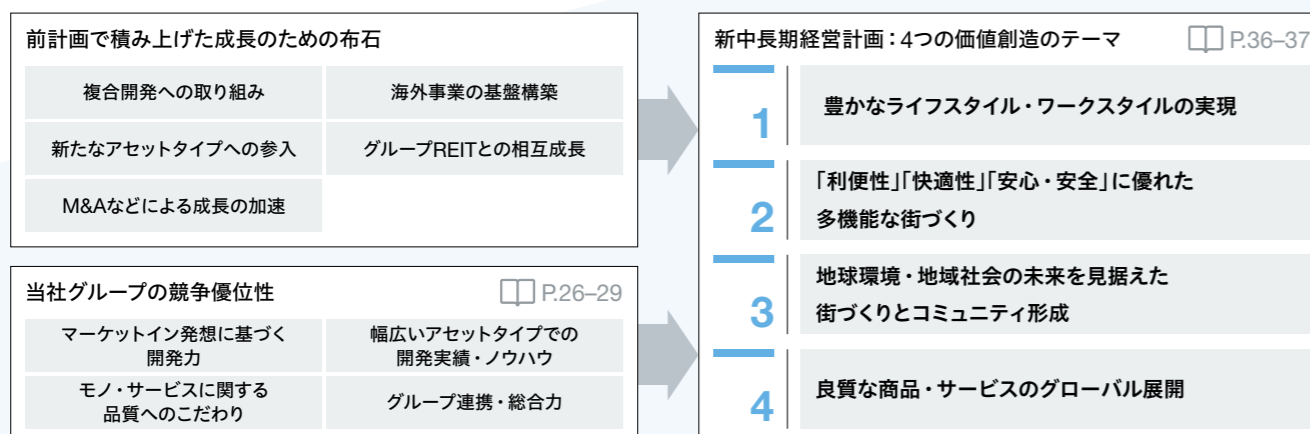 前計画で積み上げた成長のための布石
複合開発への取り組み
海外事業の基盤構築
新たなアセットタイプへの参入
グループREITとの相互成長
M&Aなどによる成長の加速
当社グループの競争優位性
P.26–29
マーケットイン発想に基づく
開発力
幅広いアセットタイプでの
開発実績・ノウハウ
モノ・サービスに関する
品質へのこだわり
グループ連携・総合力
新中長期経営計画：4つの価値創造のテーマ
P.36–37
1
豊かなライフスタイル・ワークスタイルの実現
2
「利便性」「快適性」「安心・安全」に優れた
多機能な街づくり
3
地球環境・地域社会の未来を見据えた
街づくりとコミュニティ形成
4
良質な商品・サービスのグローバル展開